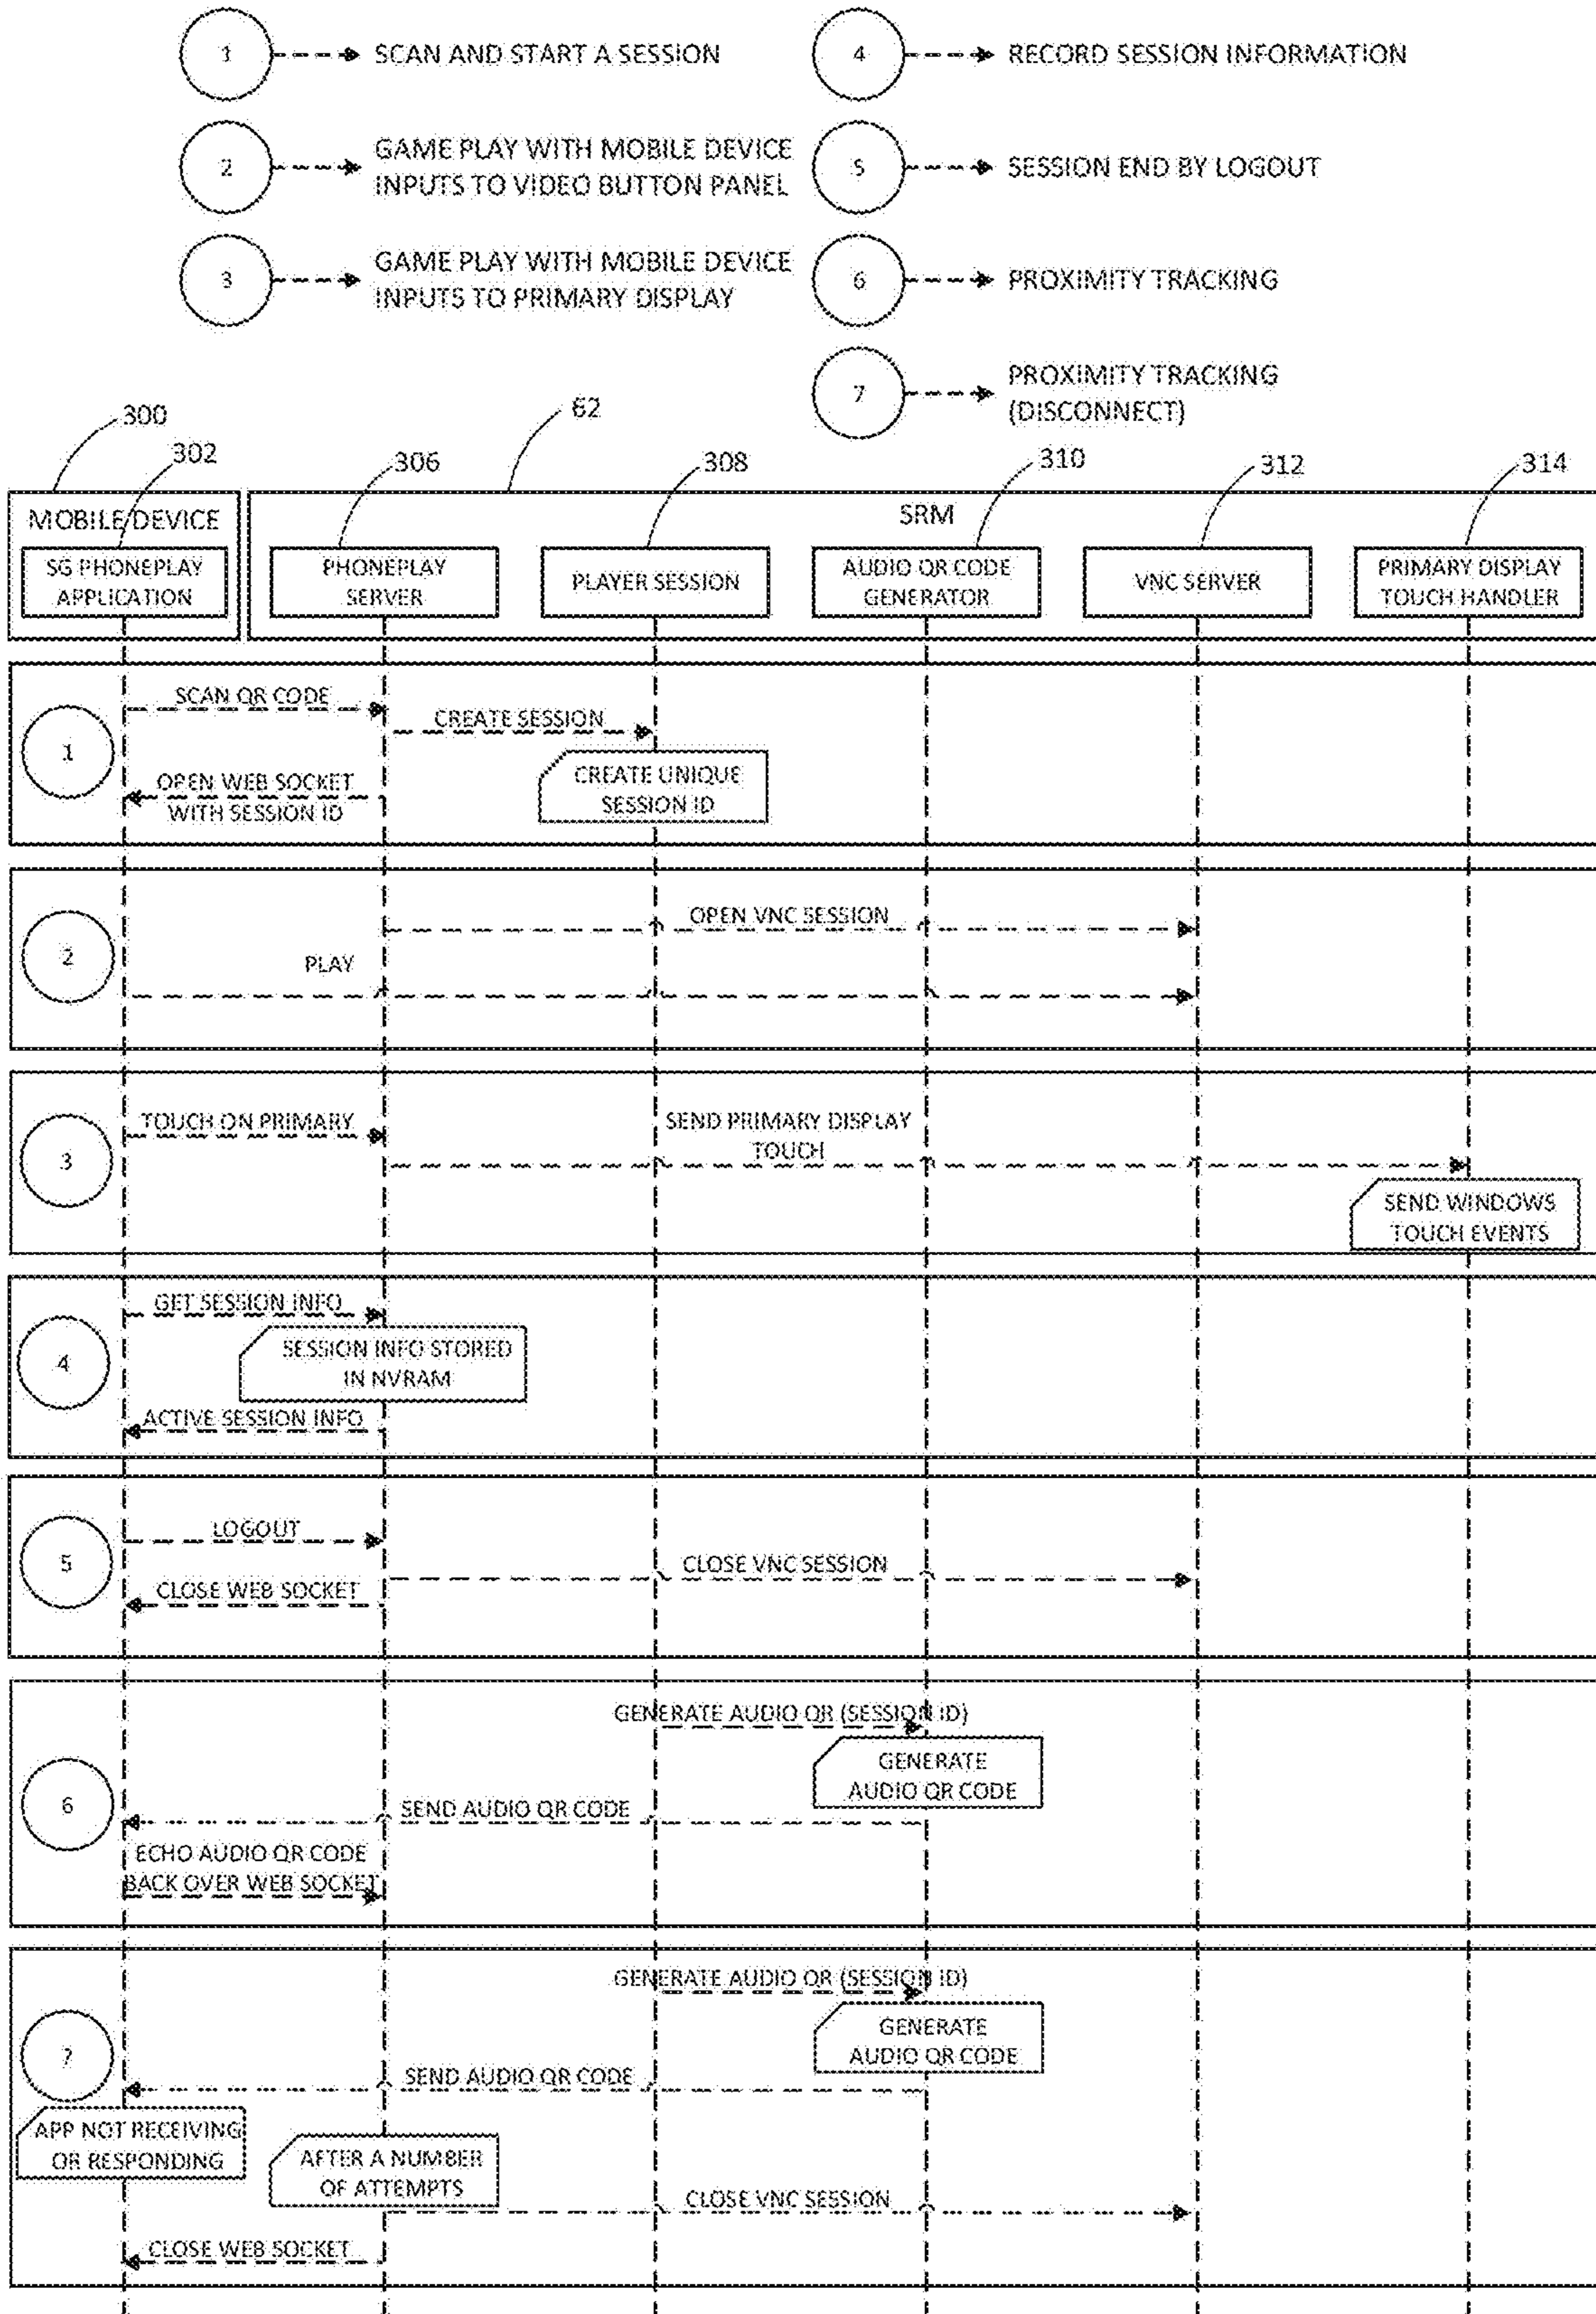 1
SCAN AND START A SESSION
2
GAME PLAY WITH MOBILE DEVICE
INPUTS TO VIDEO BUTTON PANEL
3
GAME PLAY WITH MOBILE DEVICE
INPUTS TO PRIMARY DISPLAY
4
RECORD SESSION INFORMATION
5
SESSION END BY LOGOUT
6
PROXIMITY TRACKING
7
PROXIMITY TRACKING
(DISCONNECT)
300
62
302
306
308
310
312
314
MOBILE DEVICE
SRM
SG PHONEPLAY
APPLICATION
PHONEPLAY
SERVER
PLAYER SESSION
AUDIO QR CODE
GENERATOR
VNC SERVER
PRIMARY DISPLAY
TOUCH HANDLER
1
SCAN QR CODE
CREATE SESSION
CREATE UNIQUE
SESSION ID
OPEN WEB SOCKET
WITH SESSION ID
2
OPEN VNC SESSION
PLAY
3
TOUCH ON PRIMARY
SEND PRIMARY DISPLAY
TOUCH
SEND WINDOWS
TOUCH EVENTS
4
GET SESSION INFO
SESSION INFO STORED
IN NVRAM
ACTIVE SESSION INFO
5
LOGOUT
CLOSE VNC SESSION
CLOSE WEB SOCKET
6
GENERATE AUDIO QR (SESSION ID)
GENERATE
AUDIO QR CODE
SEND AUDIO QR CODE
ECHO AUDIO QR CODE
BACK OVER WEB SOCKET
7
GENERATE AUDIO QR (SESSION ID)
GENERATE
AUDIO QR CODE
SEND AUDIO QR CODE
APP NOT RECEIVING
OR RESPONDING
AFTER A NUMBER
OF ATTEMPTS
CLOSE VNC SESSION
CLOSE WEB SOCKET